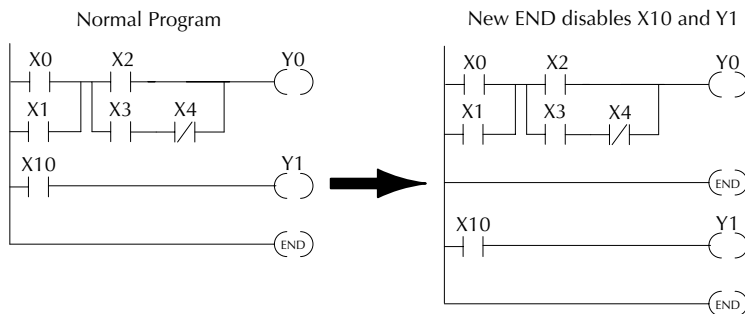 Normal Program
X0 X2 Y0
X1 X3 X4
X10 Y1
END
New END disables X10 and Y1
X0 X2 Y0
X1 X3 X4
END
X10 Y1
END